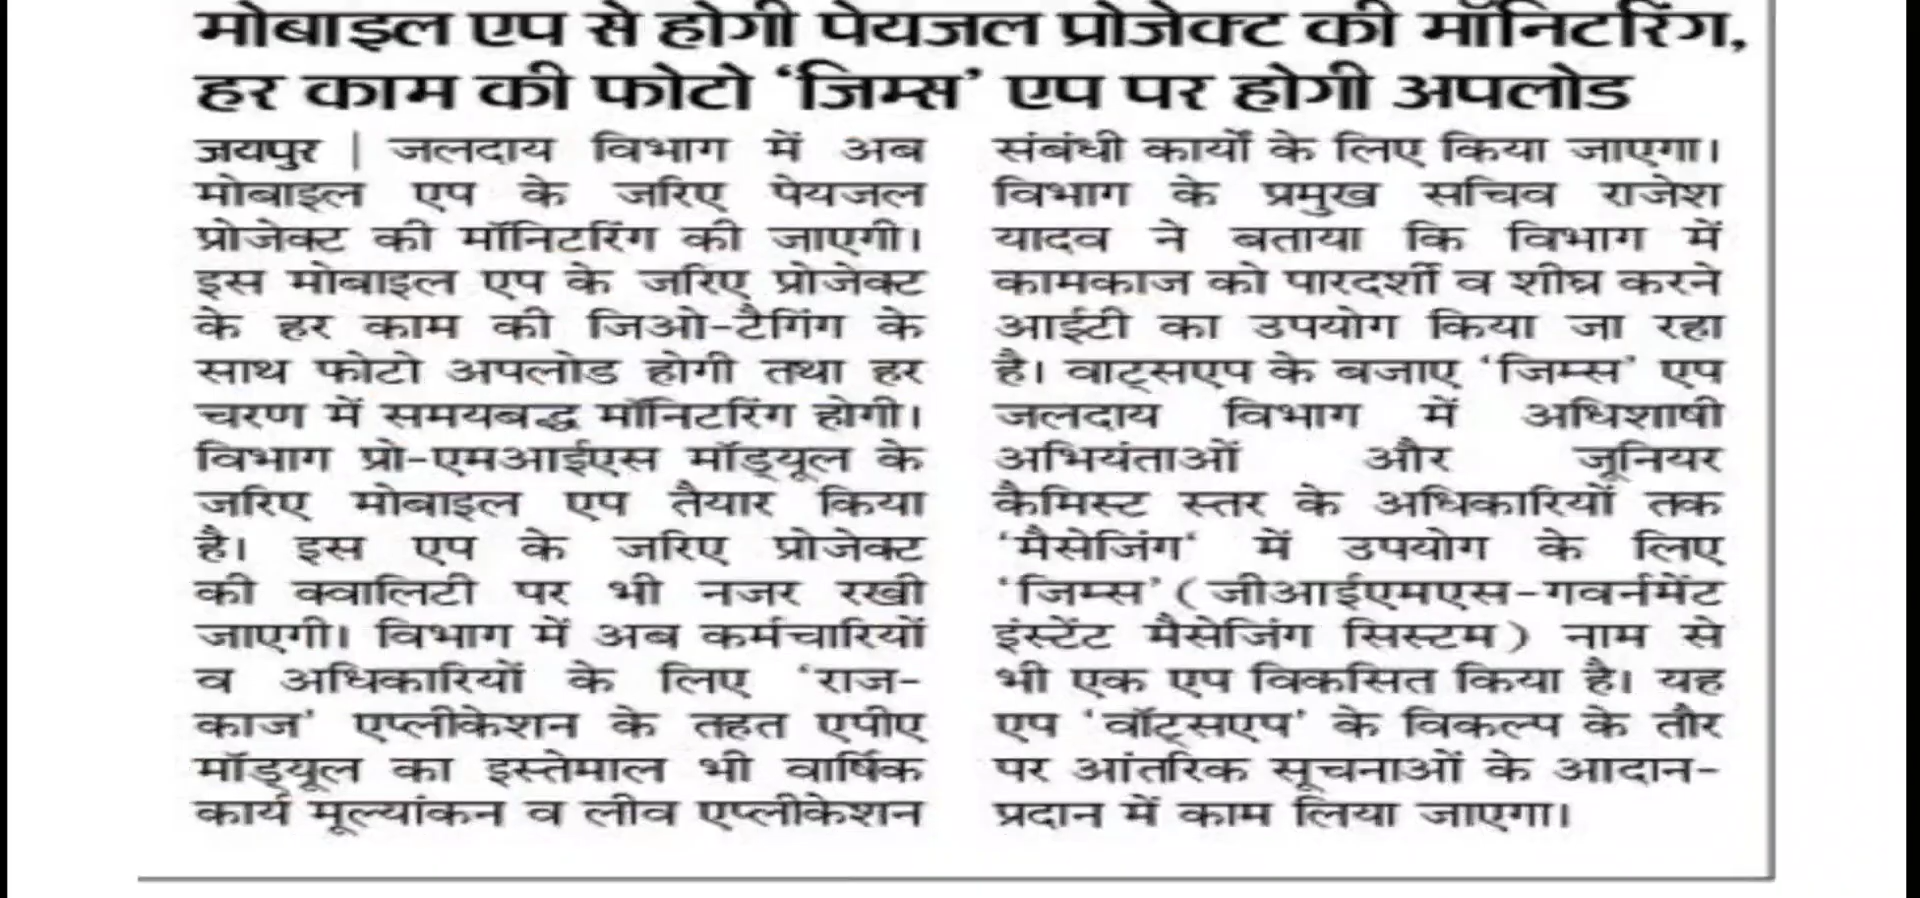 मोबाइल एप से होगी पेयजल प्रोजेक्ट की मॉनिटरिंग,
हर काम की फोटो ‘जिम्स’ एप पर होगी अपलोड
जयपुर | जलदाय विभाग में अब
मोबाइल एप के जरिए पेयजल
प्रोजेक्ट की मॉनिटरिंग की जाएगी।
इस मोबाइल एप के जरिए प्रोजेक्ट
के हर काम की जिओ-टैगिंग के
साथ फोटो अपलोड होगी तथा हर
चरण में समयबद्ध मॉनिटरिंग होगी।
विभाग प्रो-एमआईएस मॉड्यूल के
जरिए मोबाइल एप तैयार किया
है। इस एप के जरिए प्रोजेक्ट
की क्वालिटी पर भी नजर रखी
जाएगी। विभाग में अब कर्मचारियों
व अधिकारियों के लिए ‘राज-
काज’ एप्लीकेशन के तहत एपीए
मॉड्यूल का इस्तेमाल भी वार्षिक
कार्य मूल्यांकन व लीव एप्लीकेशन
संबंधी कार्यों के लिए किया जाएगा।
विभाग के प्रमुख सचिव राजेश
यादव ने बताया कि विभाग में
कामकाज को पारदर्शी व शीघ्र करने
आईटी का उपयोग किया जा रहा
है। वाट्सएप के बजाए ‘जिम्स’ एप
जलदाय विभाग में अधिशाषी
अभियंताओं और जूनियर
कैमिस्ट स्तर के अधिकारियों तक
‘मैसेजिंग‘ में उपयोग के लिए
‘जिम्स’ (जीआईएमएस-गवर्नमेंट
इंस्टेंट मैसेजिंग सिस्टम) नाम से
भी एक एप विकसित किया है। यह
एप ‘वॉट्सएप’ के विकल्प के तौर
पर आंतरिक सूचनाओं के आदान-
प्रदान में काम लिया जाएगा।